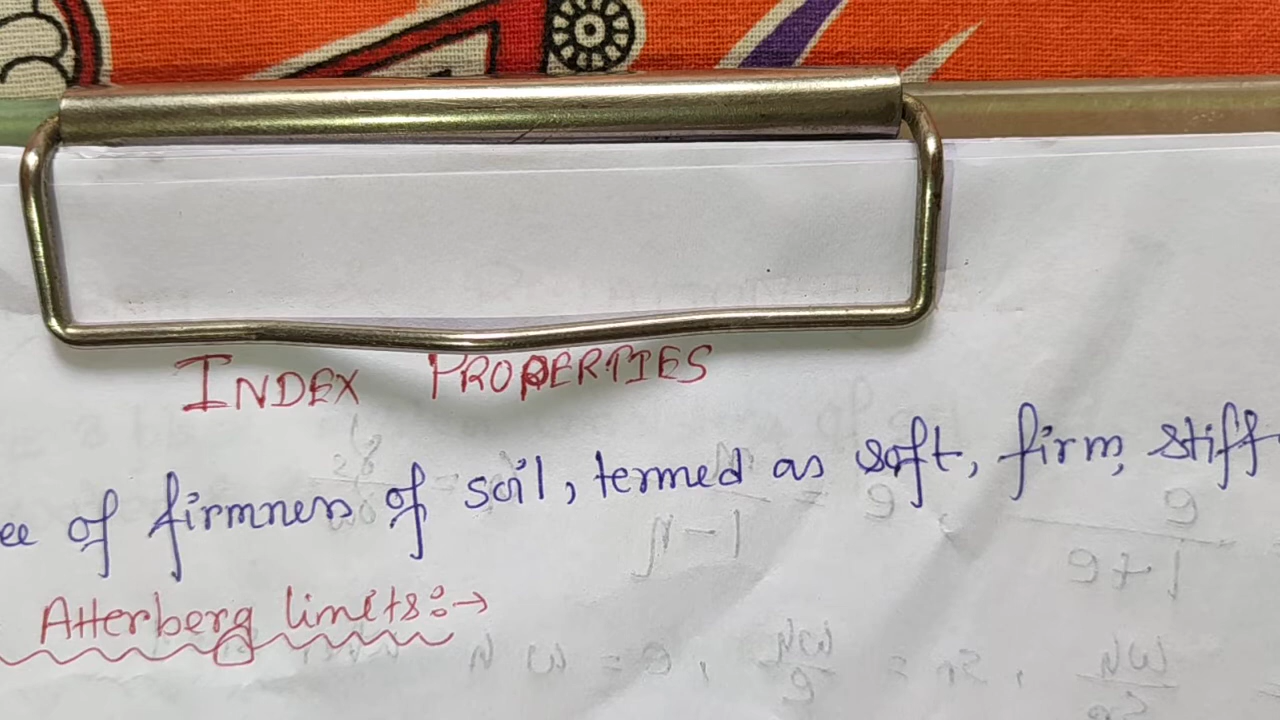 INDEX PROPERTIES
ee of firmness of soil, termed as soft, firm, stiff
Atterberg limits:→